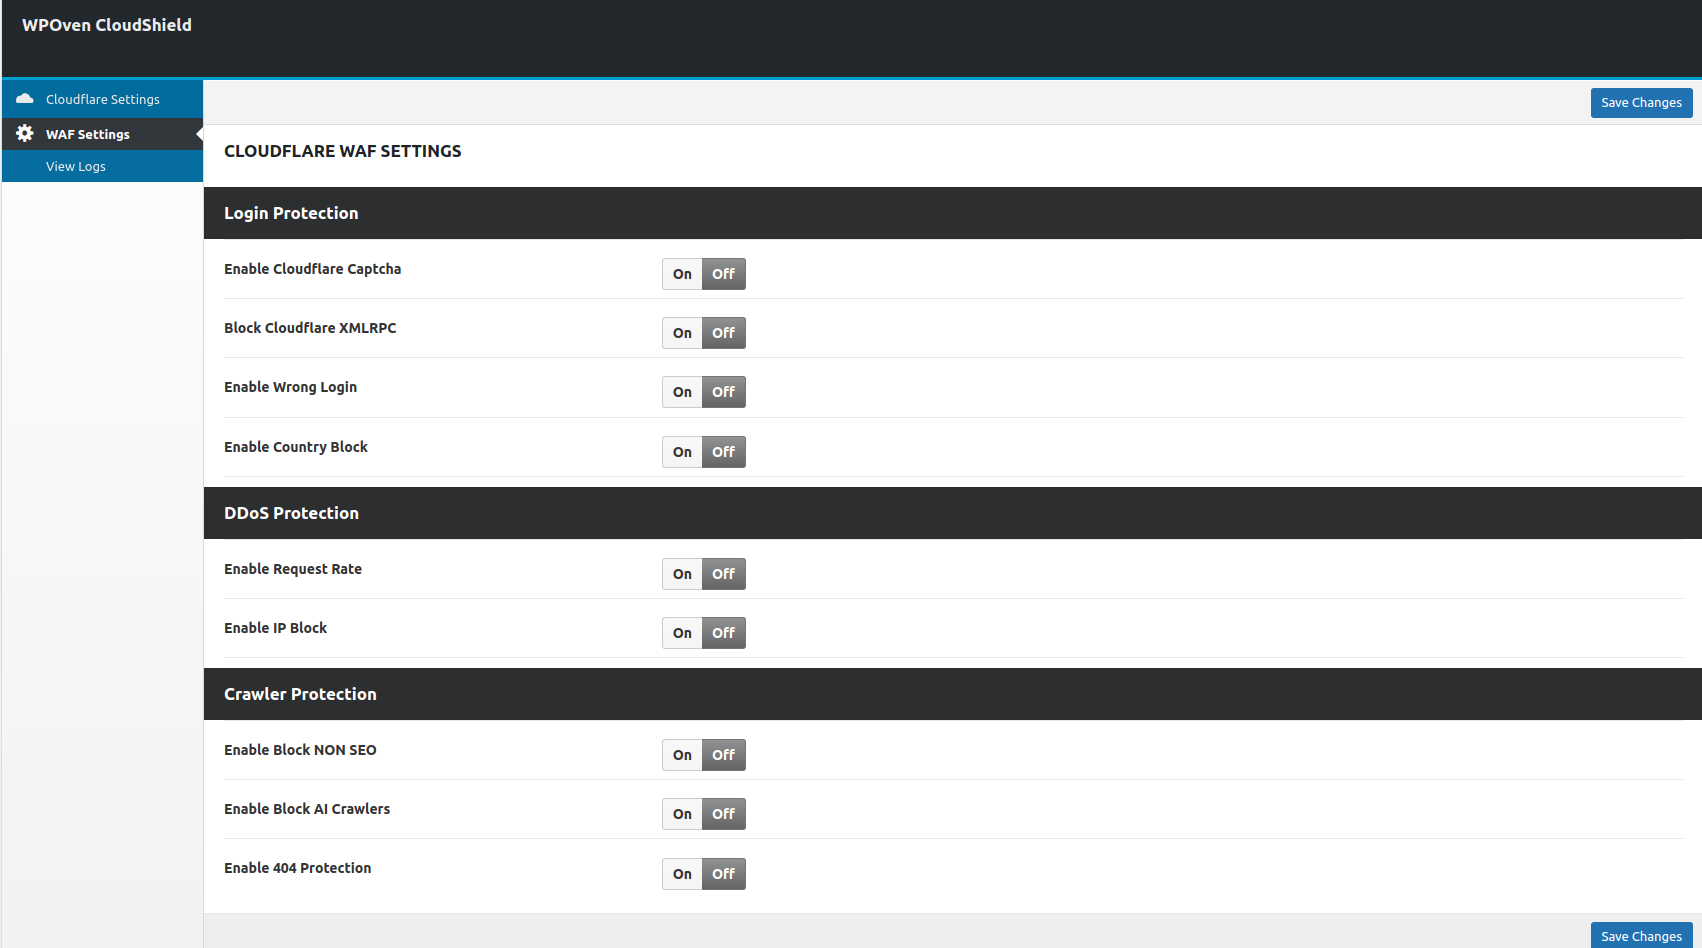 WPOven CloudShield
Cloudflare Settings
WAF Settings
View Logs
Save Changes
CLOUDFLARE WAF SETTINGS
Login Protection
Enable Cloudflare Captcha On Off
Block Cloudflare XMLRPC On Off
Enable Wrong Login On Off
Enable Country Block On Off
DDoS Protection
Enable Request Rate On Off
Enable IP Block On Off
Crawler Protection
Enable Block NON SEO On Off
Enable Block AI Crawlers On Off
Enable 404 Protection On Off
Save Changes